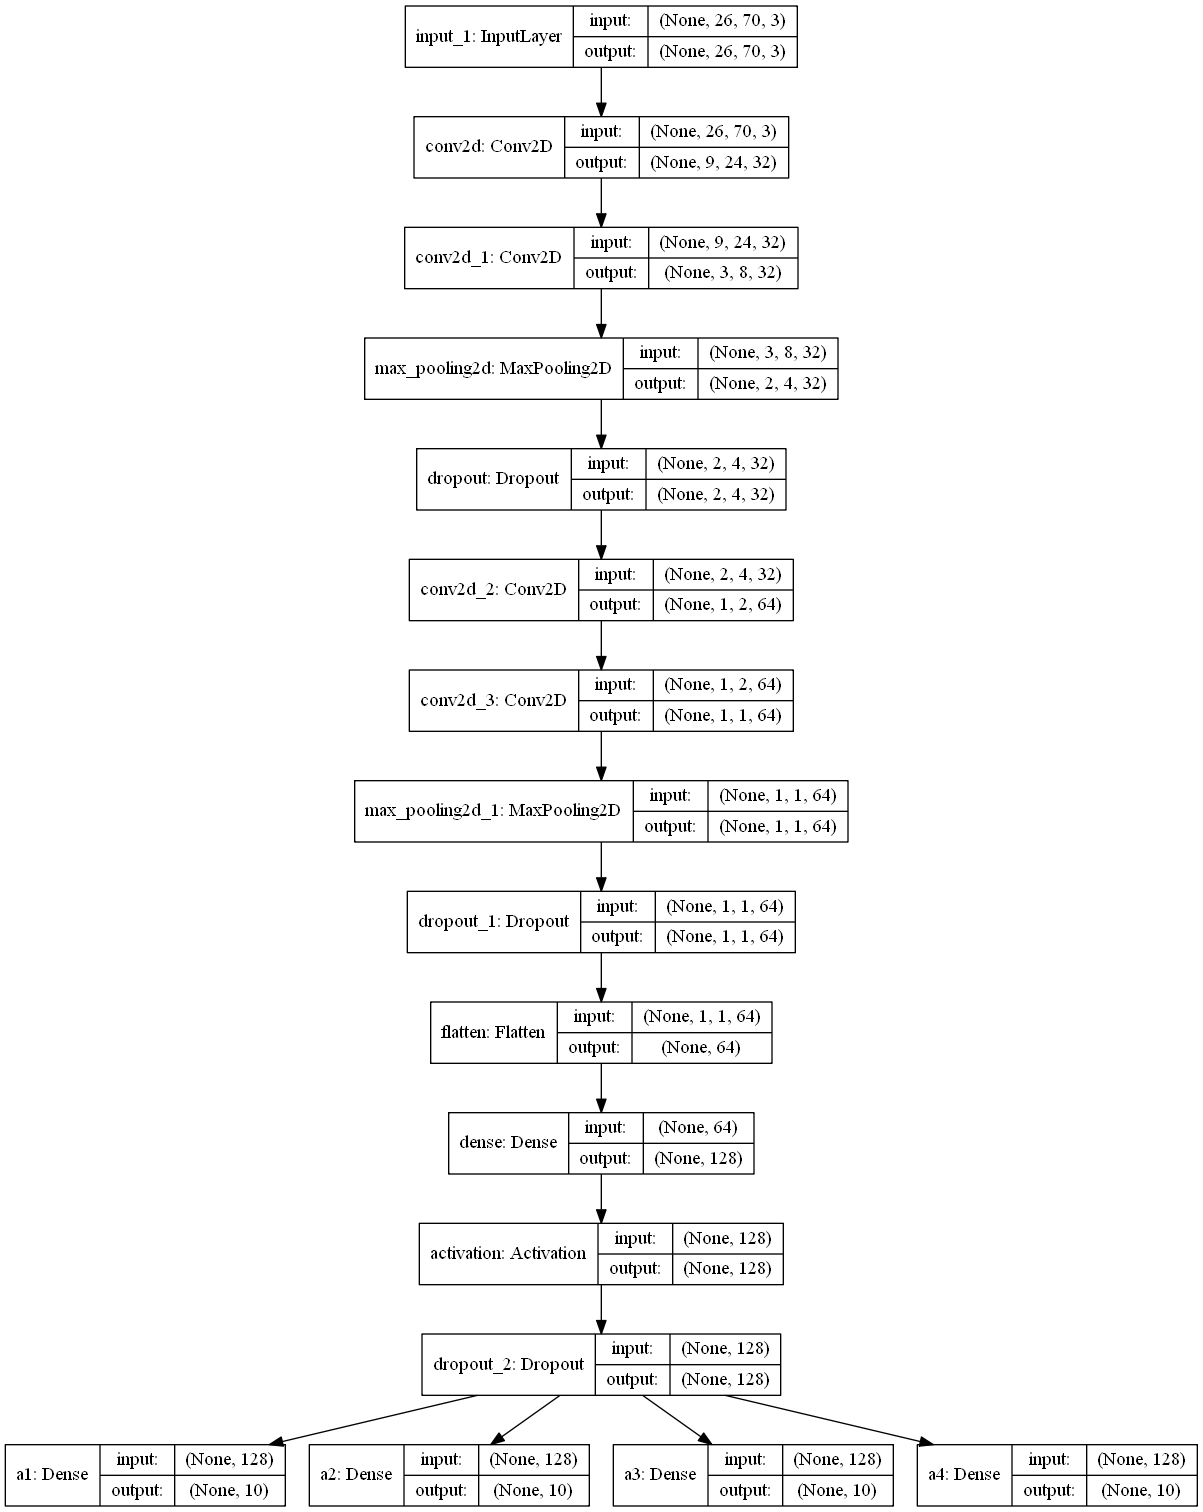 input_1: InputLayer
input: (None, 26, 70, 3)
output: (None, 26, 70, 3)
conv2d: Conv2D
input: (None, 26, 70, 3)
output: (None, 9, 24, 32)
conv2d_1: Conv2D
input: (None, 9, 24, 32)
output: (None, 3, 8, 32)
max_pooling2d: MaxPooling2D
input: (None, 3, 8, 32)
output: (None, 2, 4, 32)
dropout: Dropout
input: (None, 2, 4, 32)
output: (None, 2, 4, 32)
conv2d_2: Conv2D
input: (None, 2, 4, 32)
output: (None, 1, 2, 64)
conv2d_3: Conv2D
input: (None, 1, 2, 64)
output: (None, 1, 1, 64)
max_pooling2d_1: MaxPooling2D
input: (None, 1, 1, 64)
output: (None, 1, 1, 64)
dropout_1: Dropout
input: (None, 1, 1, 64)
output: (None, 1, 1, 64)
flatten: Flatten
input: (None, 1, 1, 64)
output: (None, 64)
dense: Dense
input: (None, 64)
output: (None, 128)
activation: Activation
input: (None, 128)
output: (None, 128)
dropout_2: Dropout
input: (None, 128)
output: (None, 128)
a1: Dense
input: (None, 128)
output: (None, 10)
a2: Dense
input: (None, 128)
output: (None, 10)
a3: Dense
input: (None, 128)
output: (None, 10)
a4: Dense
input: (None, 128)
output: (None, 10)